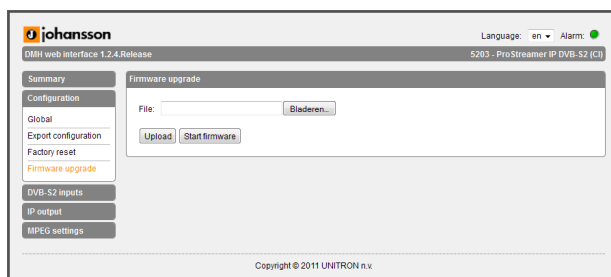 johansson
Language: en Alarm:
DMH web interface 1.2.4.Release
5203 - ProStreamer IP DVB-S2 (CI)
Summary
Configuration
Global
Export configuration
Factory reset
Firmware upgrade
DVB-S2 inputs
IP output
MPEG settings
Firmware upgrade
File: Bladeren...
Upload Start firmware
Copyright © 2011 UNITRON n.v.